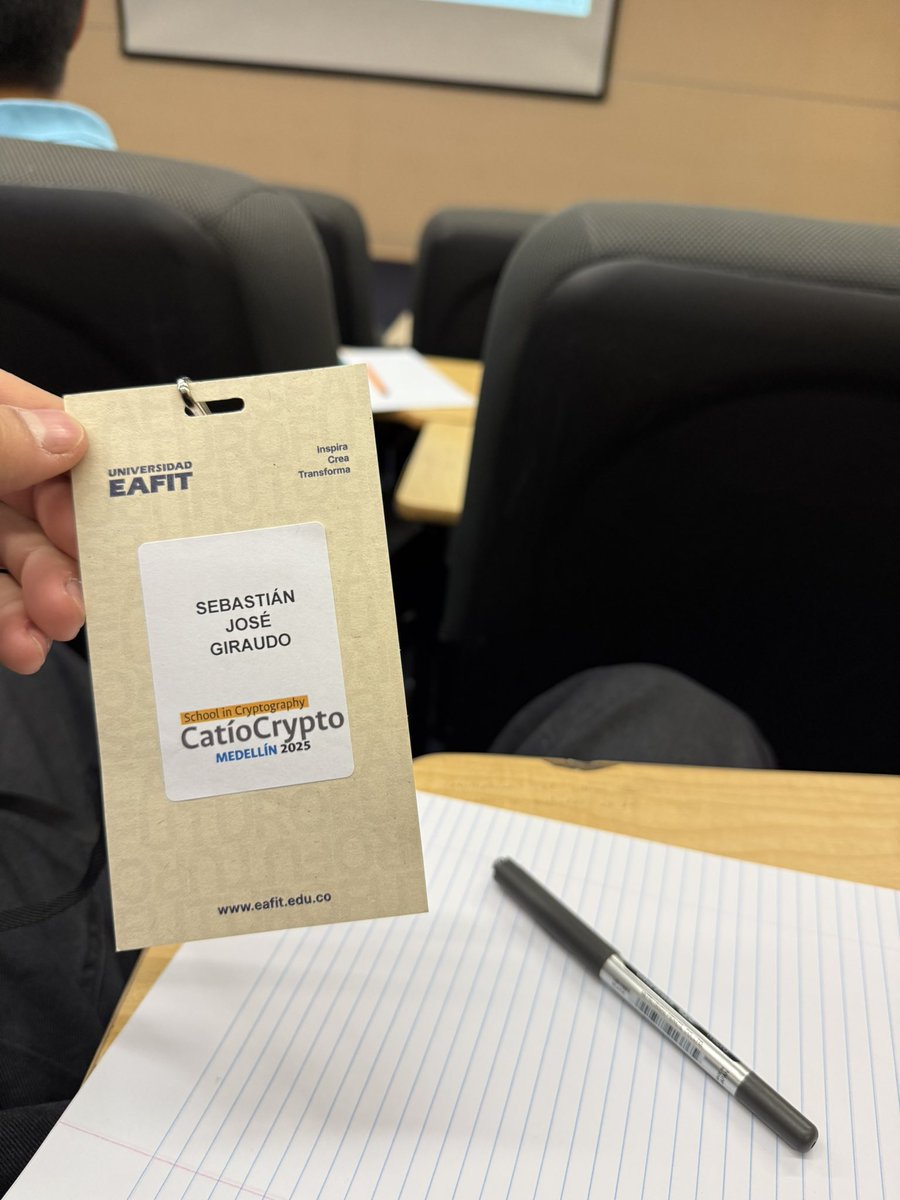 UNIVERSIDAD
EAFIT
Inspira
Crea
Transforma
SEBASTIÁN
JOSÉ
GIRAUDO
School in Cryptography
CatíoCrypto
MEDELLÍN 2025
www.eafit.edu.co